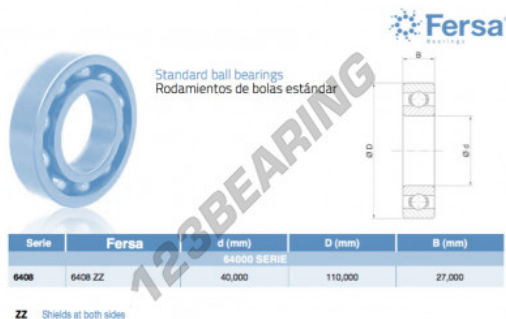 Fersa
Bearings
Standard ball bearings
Rodamientos de bolas estándar
B
Ø D
Ø d
123BEARING
Serie Fersa d (mm) D (mm) B (mm)
64000 SERIE
6408 6408 ZZ 40,000 110,000 27,000
ZZ Shields at both sides